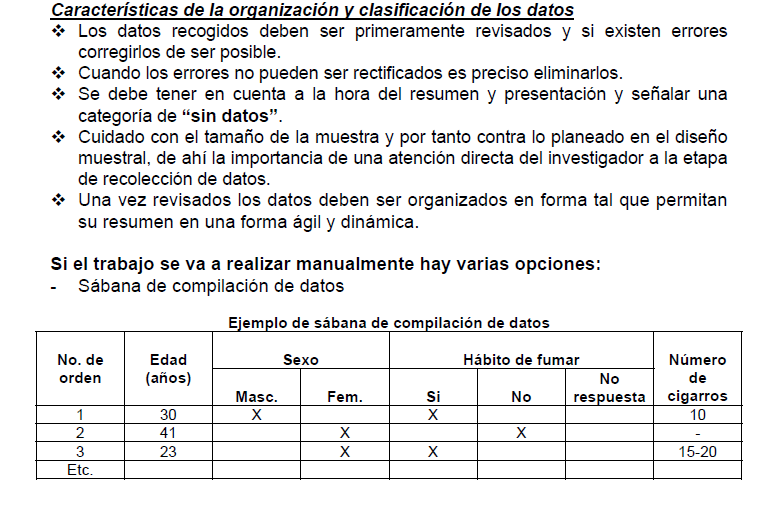 Características de la organización y clasificación de los datos
❖ Los datos recogidos deben ser primeramente revisados y si existen errores
corregirlos de ser posible.
❖ Cuando los errores no pueden ser rectificados es preciso eliminarlos.
❖ Se debe tener en cuenta a la hora del resumen y presentación y señalar una
categoría de “sin datos”.
❖ Cuidado con el tamaño de la muestra y por tanto contra lo planeado en el diseño
muestral, de ahí la importancia de una atención directa del investigador a la etapa
de recolección de datos.
❖ Una vez revisados los datos deben ser organizados en forma tal que permitan
su resumen en una forma ágil y dinámica.
Si el trabajo se va a realizar manualmente hay varias opciones:
- Sábana de compilación de datos
Ejemplo de sábana de compilación de datos
No. de orden Edad (años) Sexo Hábito de fumar Número de cigarros
Masc. Fem. Si No No respuesta
1 30 X X 10
2 41 X X -
3 23 X X 15-20
Etc.